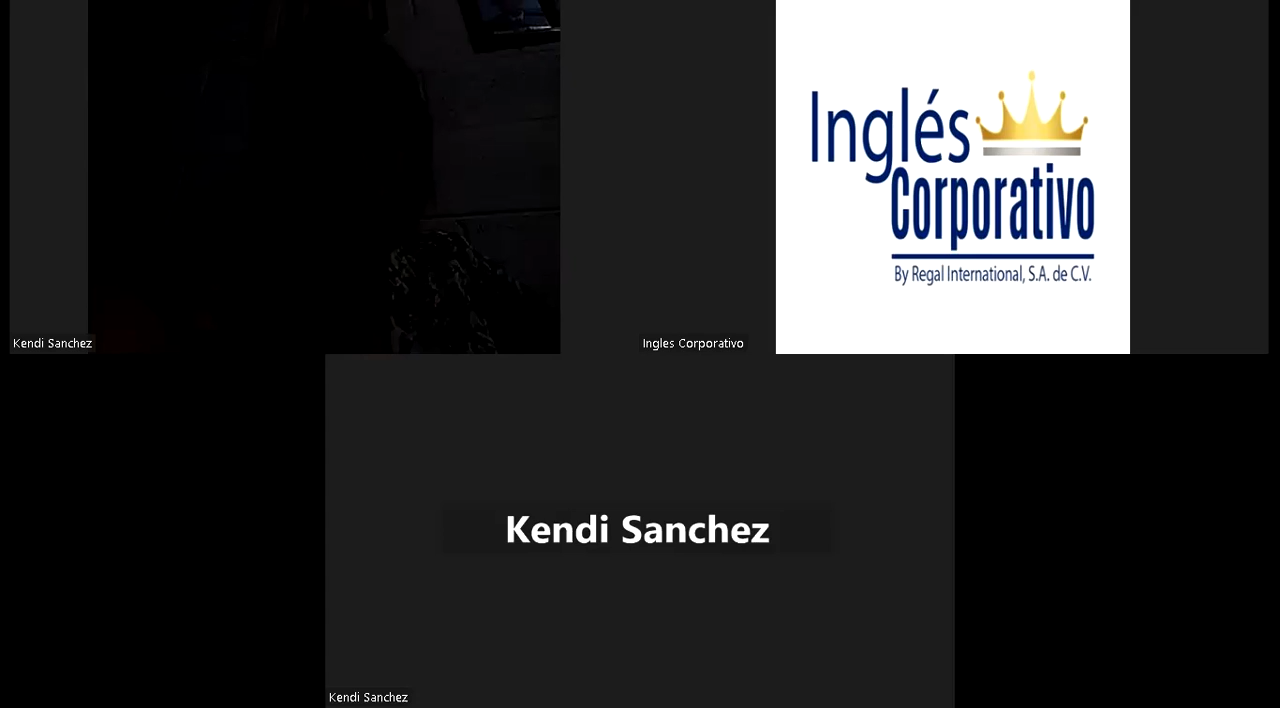 Inglés
Corporativo
By Regal International, S.A. de C.V.
Kendi Sanchez
Ingles Corporativo
Kendi Sanchez
Kendi Sanchez